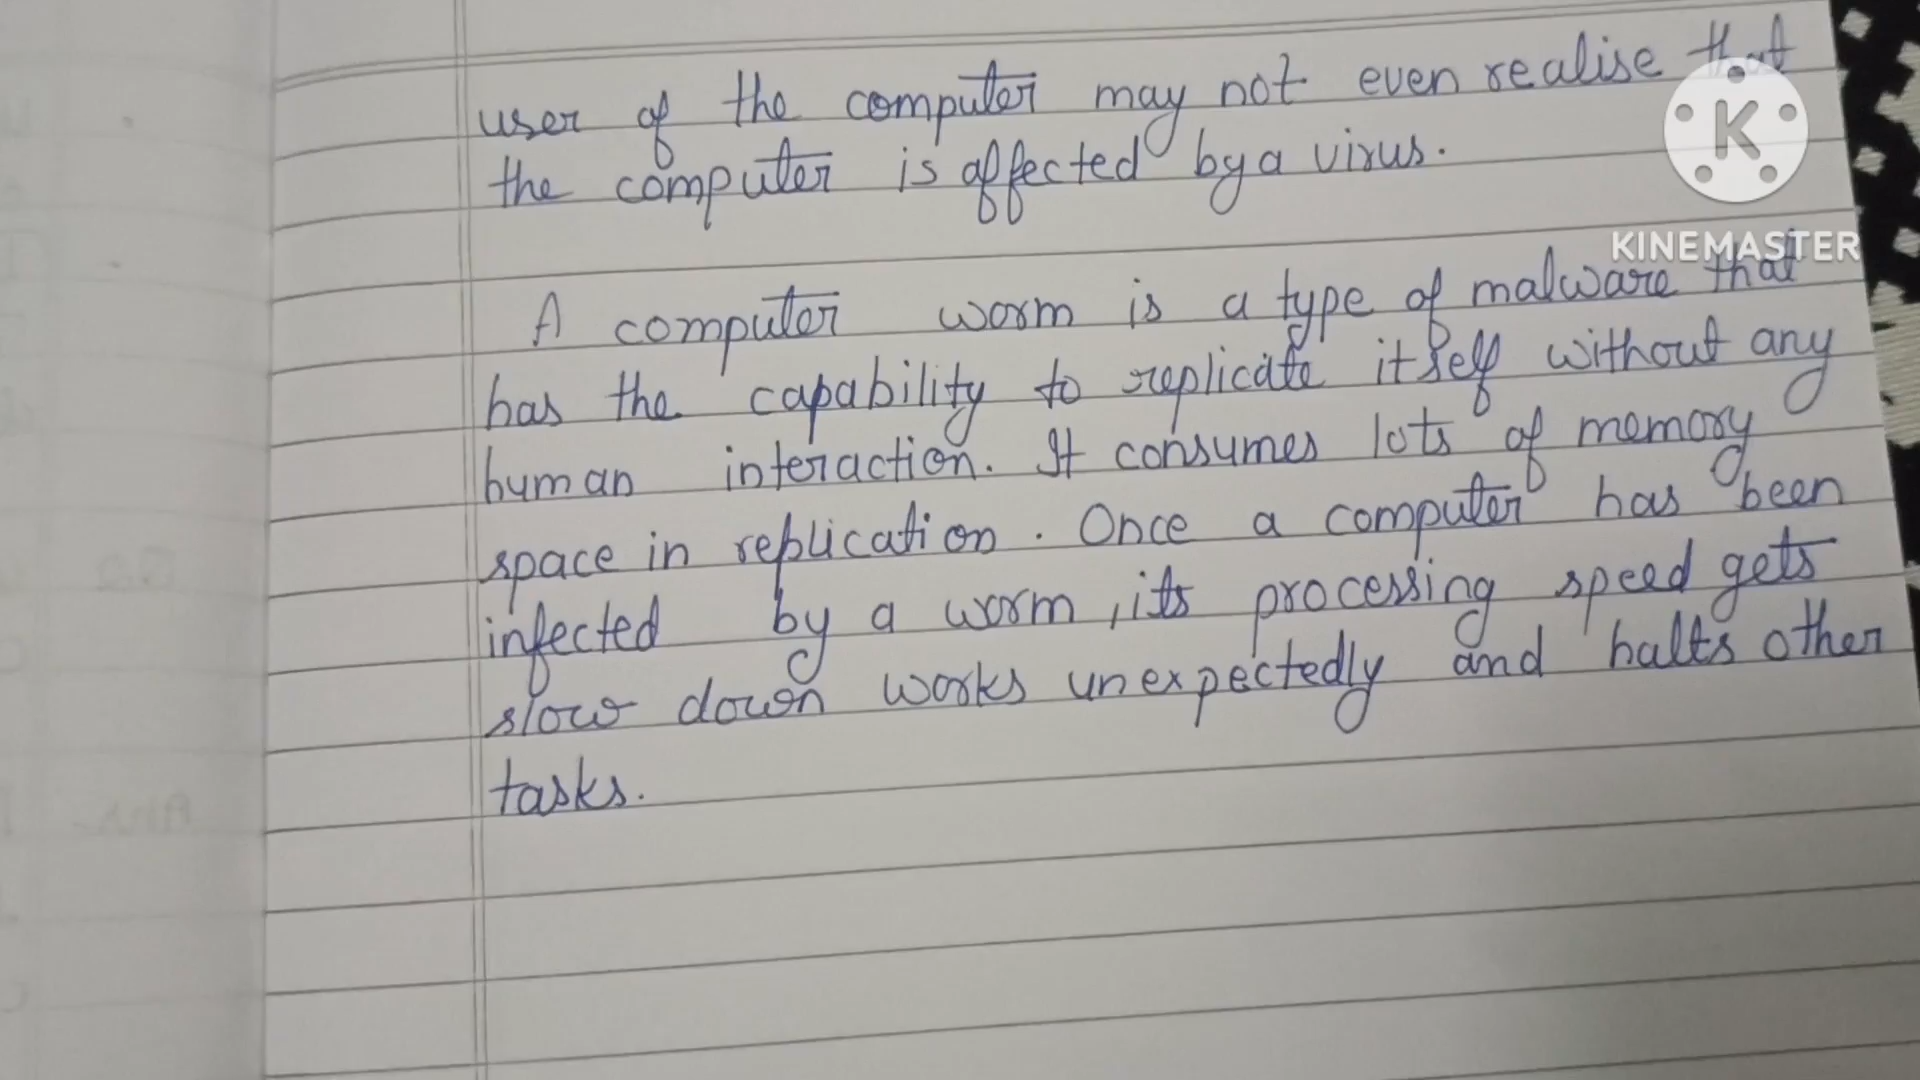 user of the computer may not even realise that
the computer is affected by a virus.
K
KINEMASTER
A computer worm is a type of malware that
has the capability to replicate itself without any
human interaction. It consumes lots of memory
space in replication. Once a computer has been
infected by a worm, its processing speed gets
slow down works unexpectedly and halts other
tasks.
Ans.